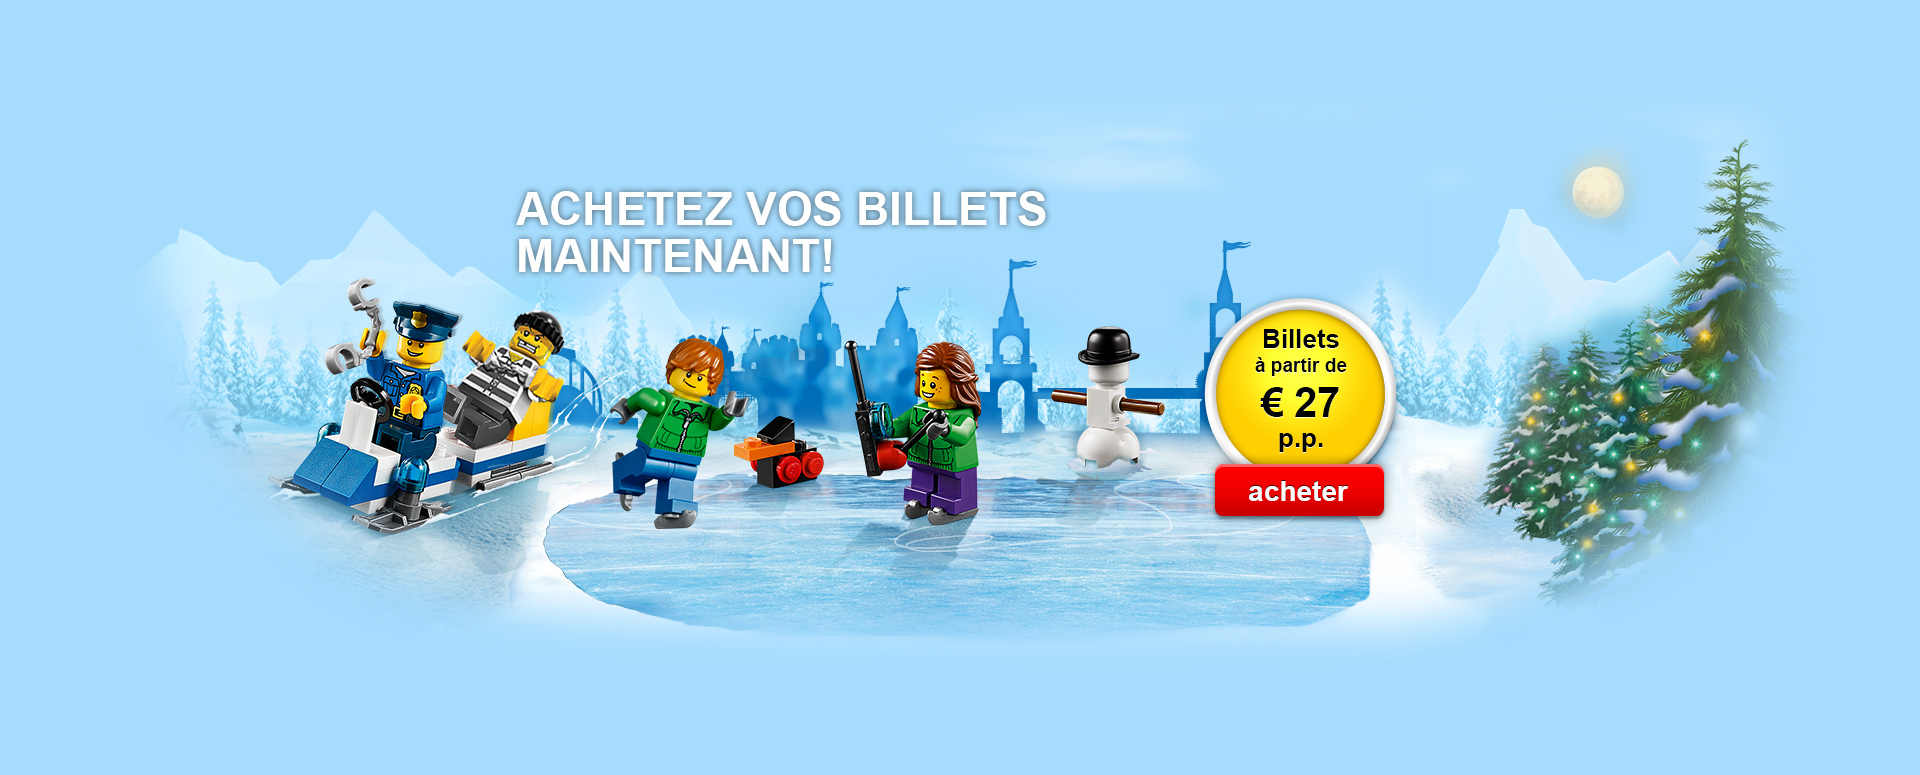 ACHETEZ VOS BILLETS
MAINTENANT!
Billets
à partir de
€ 27
p.p.
acheter